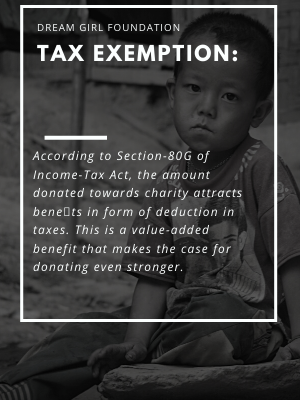 DREAM GIRL FOUNDATION
TAX EXEMPTION:
According to Section-80G of
Income-Tax Act, the amount
donated towards charity attracts
bene▯ts in form of deduction in
taxes. This is a value-added
benefit that makes the case for
donating even stronger.